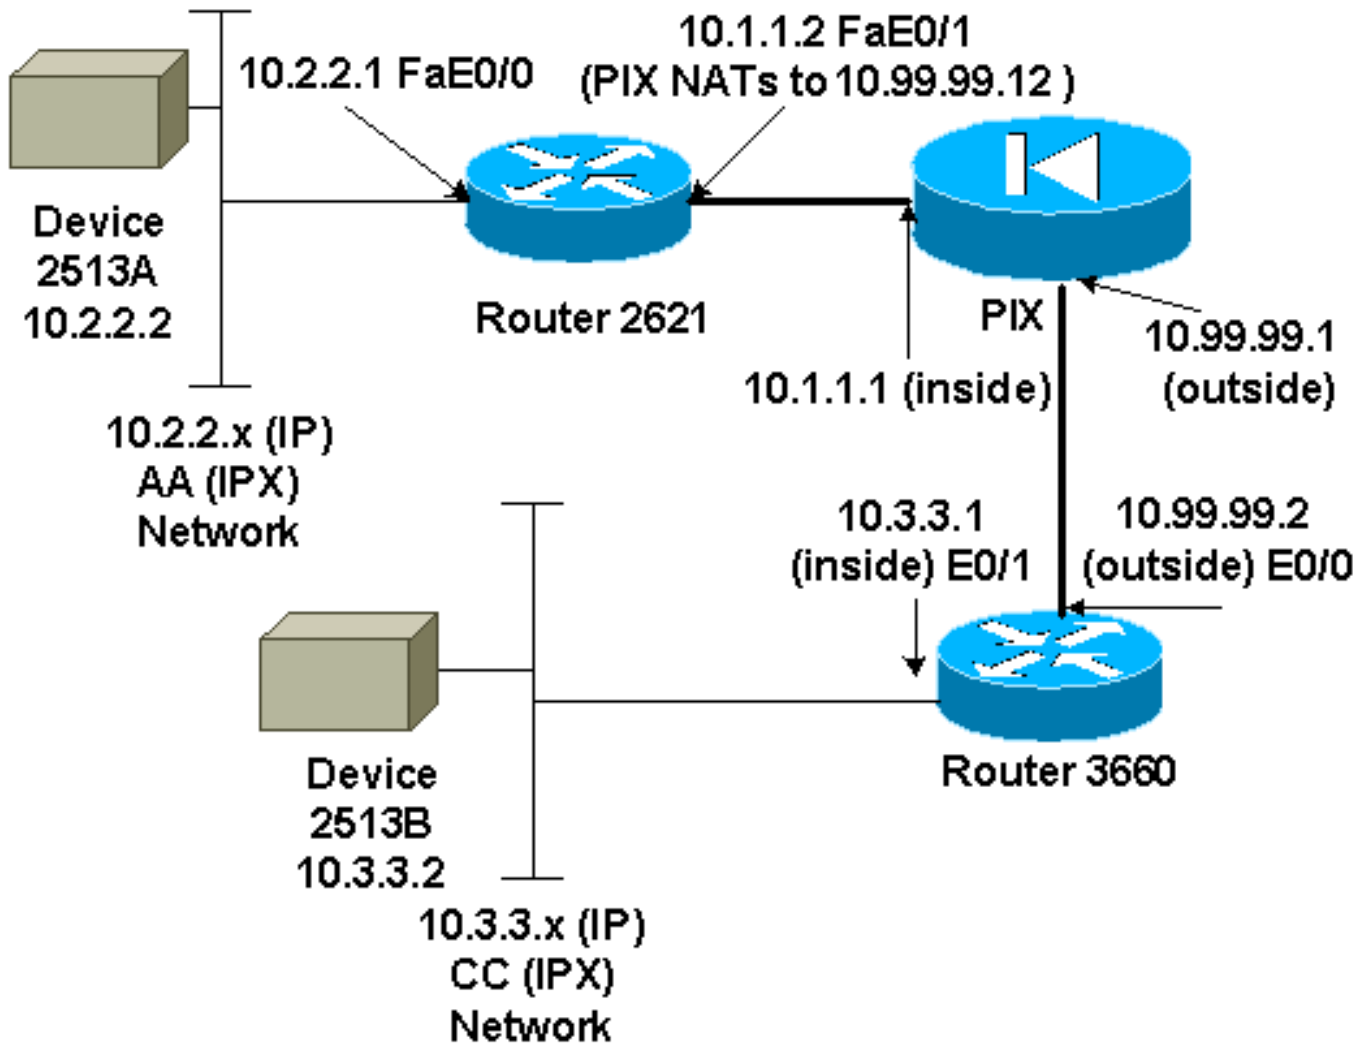 10.2.2.1 FaE0/0
10.1.1.2 FaE0/1
(PIX NATs to 10.99.99.12 )
Device
2513A
10.2.2.2
Router 2621
PIX
10.1.1.1 (inside)
10.99.99.1
(outside)
10.2.2.x (IP)
AA (IPX)
Network
10.3.3.1
(inside) E0/1
10.99.99.2
(outside) E0/0
Device
2513B
10.3.3.2
Router 3660
10.3.3.x (IP)
CC (IPX)
Network